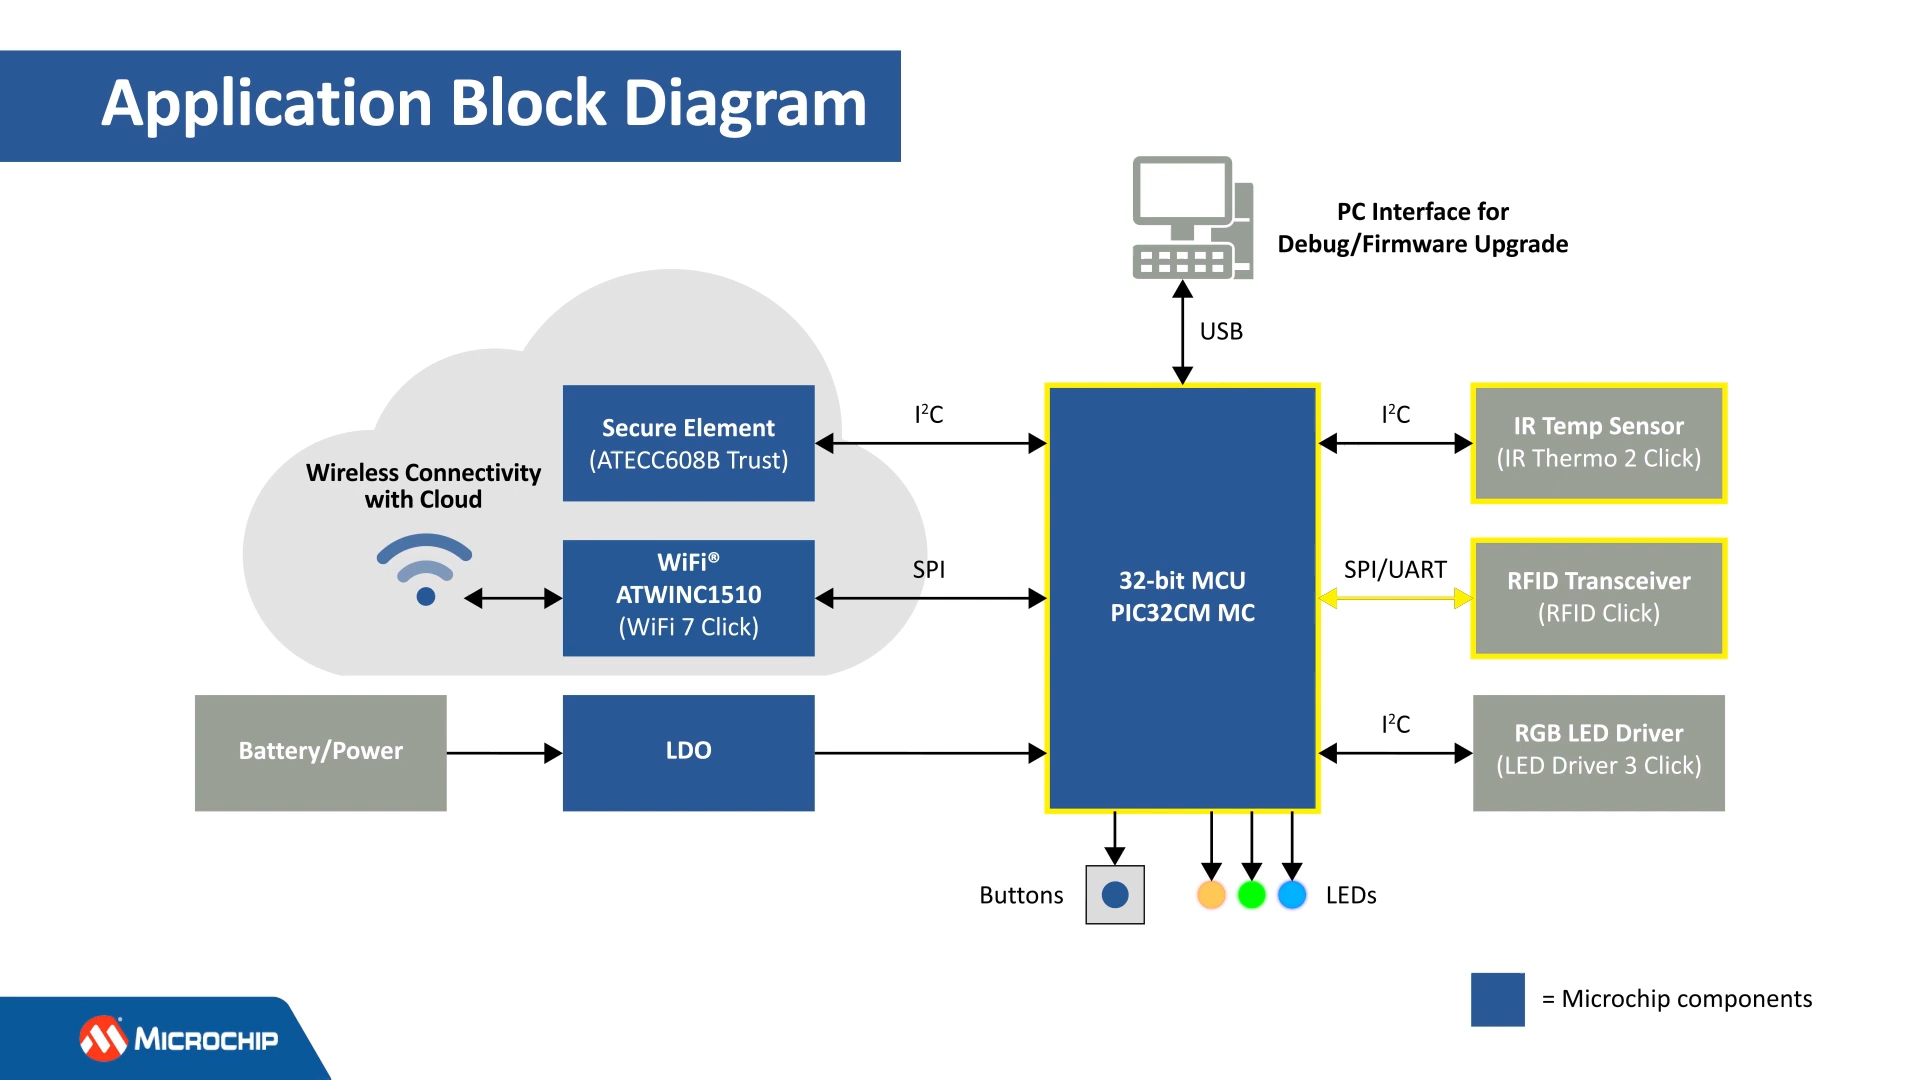 Application Block Diagram
PC Interface for
Debug/Firmware Upgrade
USB
Wireless Connectivity
with Cloud
Secure Element
(ATECC608B Trust)
I²C
WiFi®
ATWINC1510
(WiFi 7 Click)
SPI
Battery/Power
LDO
32-bit MCU
PIC32CM MC
I²C
IR Temp Sensor
(IR Thermo 2 Click)
SPI/UART
RFID Transceiver
(RFID Click)
I²C
RGB LED Driver
(LED Driver 3 Click)
Buttons
LEDs
= Microchip components
MICROCHIP